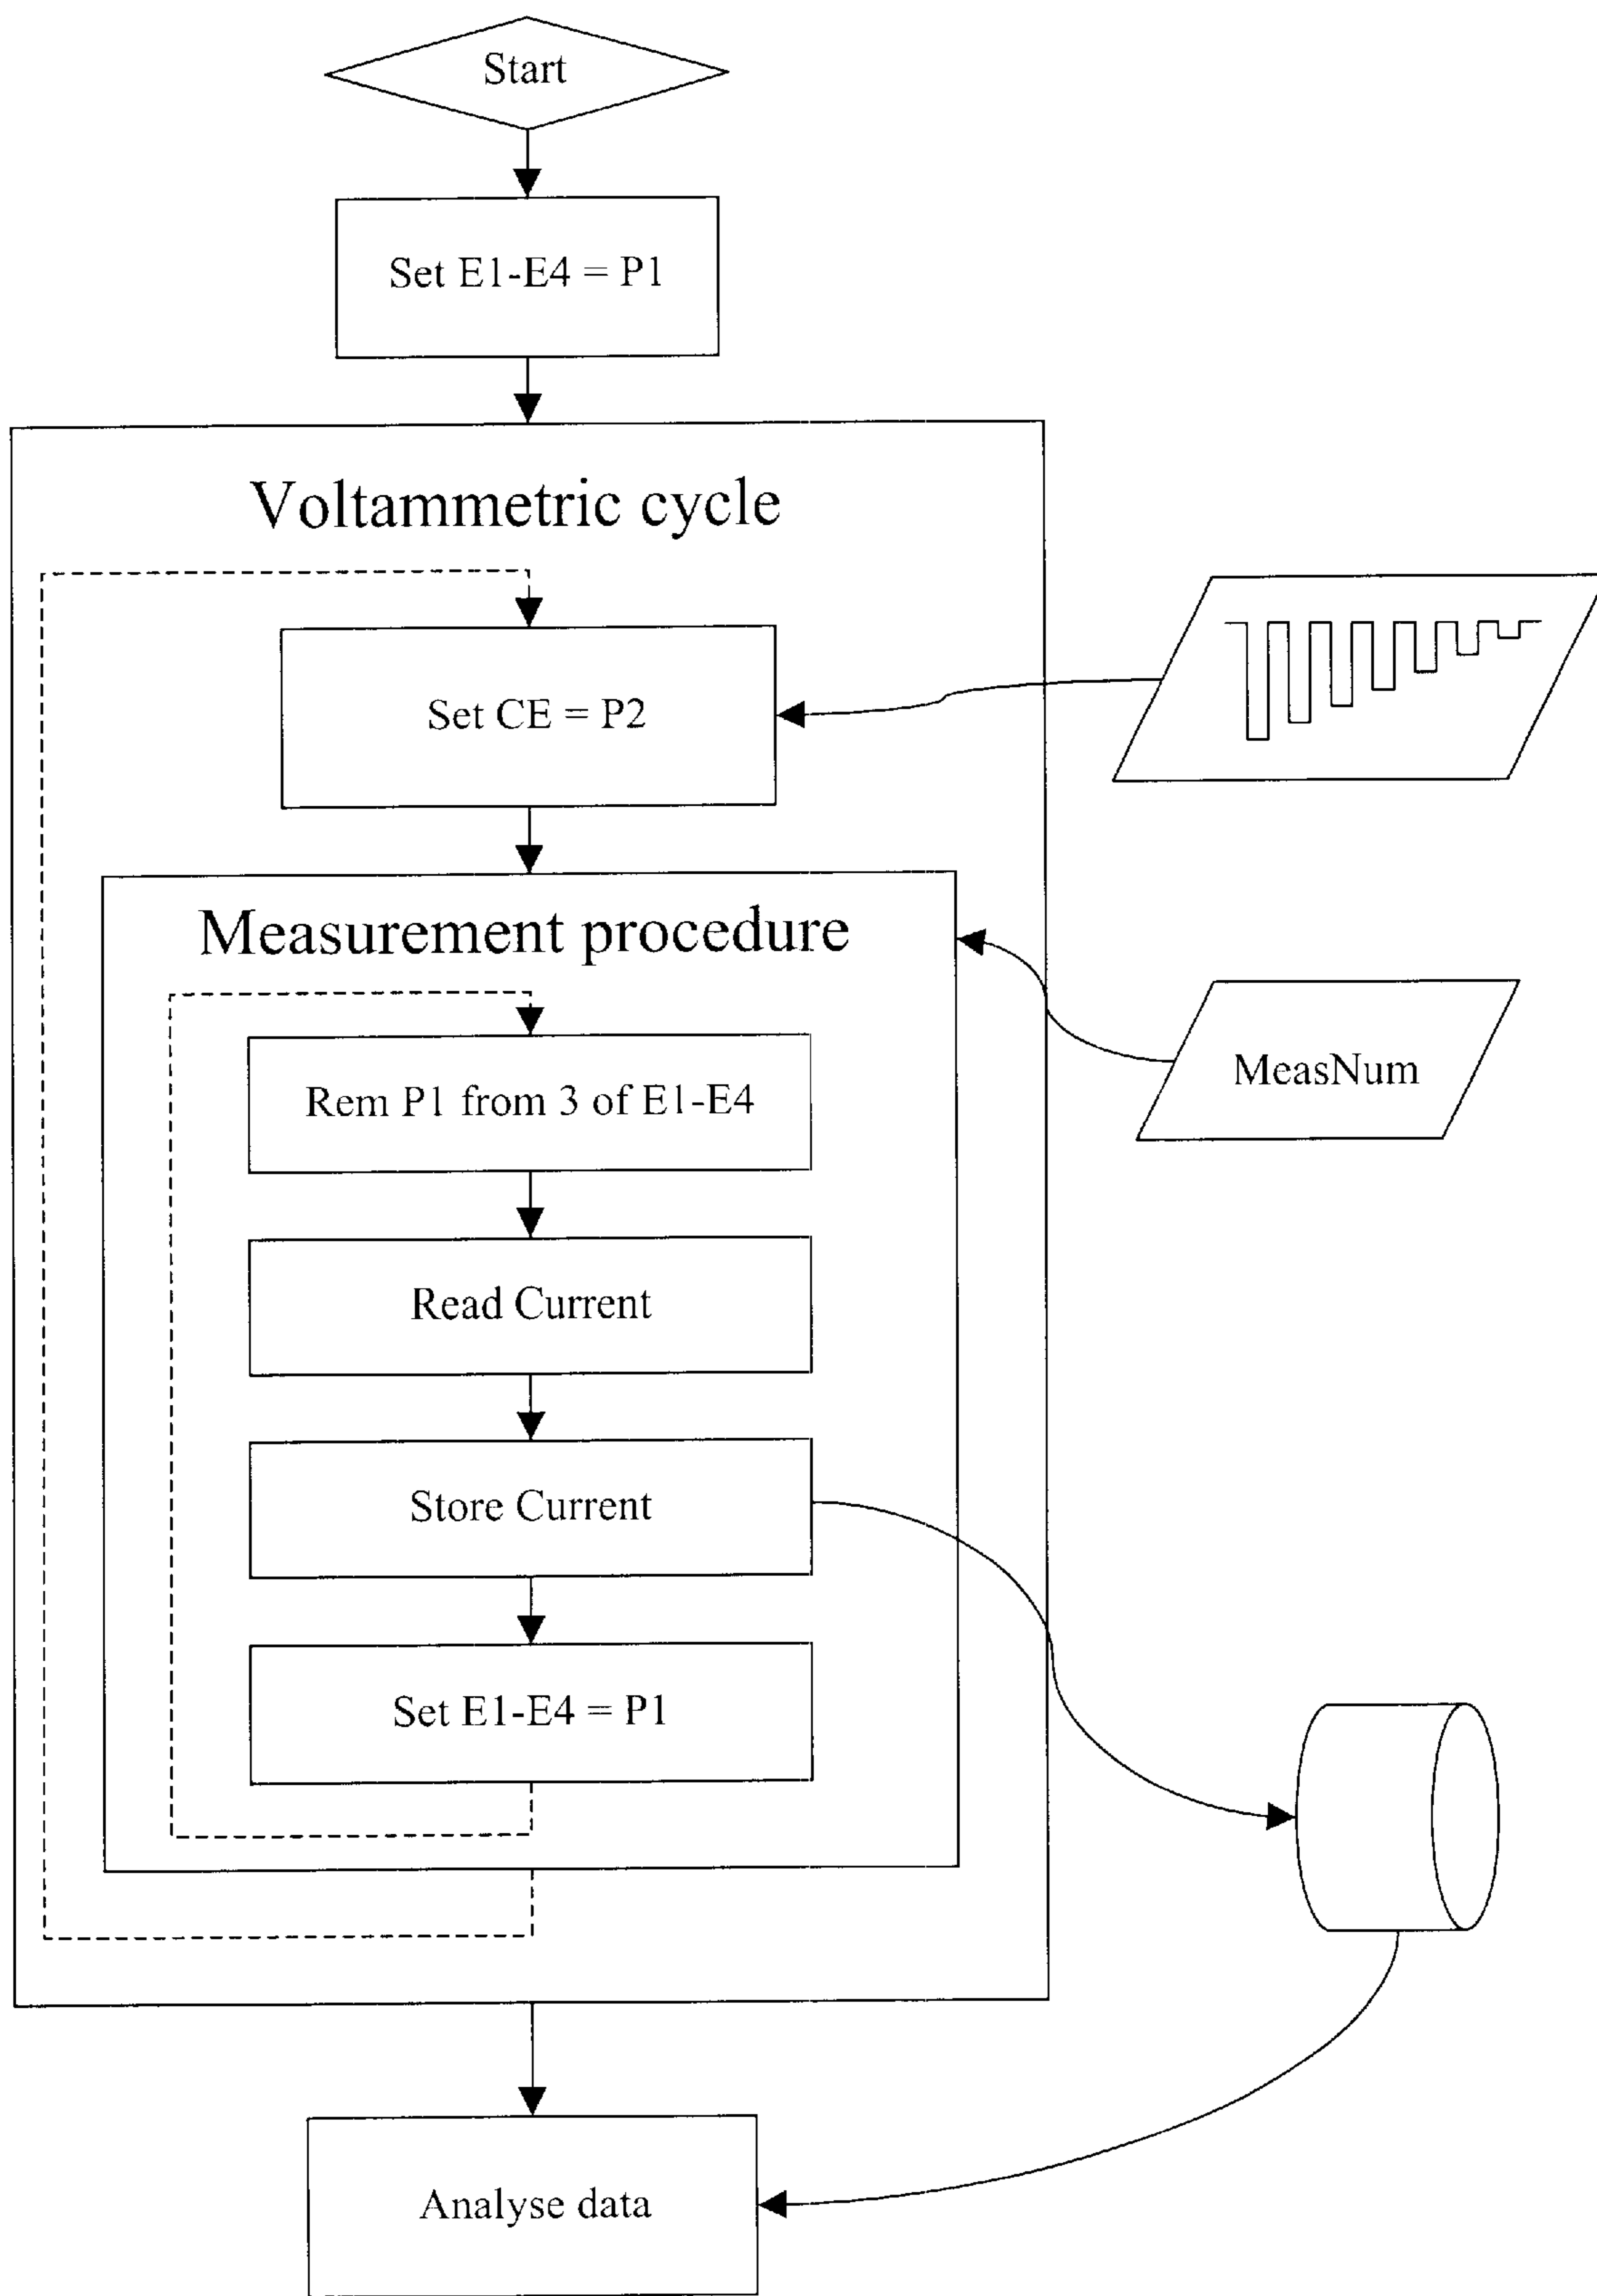 Start
Set E1-E4 = P1
Voltammetric cycle
Set CE = P2
Measurement procedure
MeasNum
Rem P1 from 3 of E1-E4
Read Current
Store Current
Set E1-E4 = P1
Analyse data